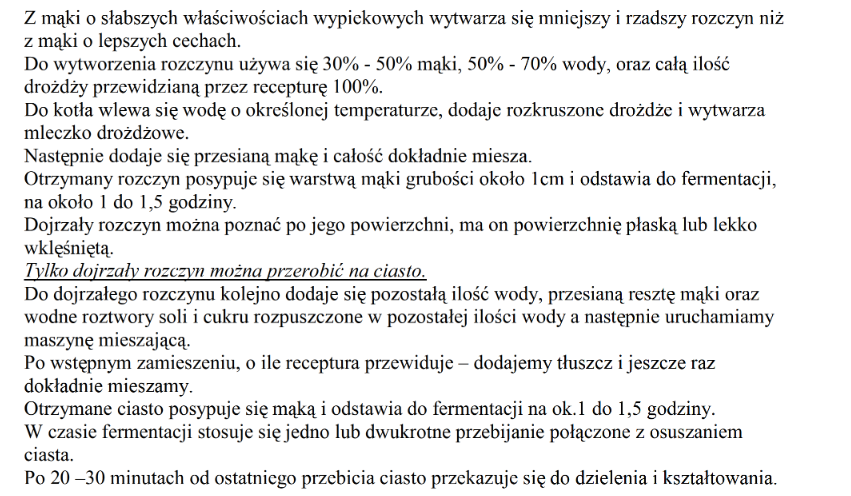 Z mąki o słabszych właściwościach wypiekowych wytwarza się mniejszy i rzadszy rozczyn niż
z mąki o lepszych cechach.
Do wytworzenia rozczynu używa się 30% - 50% mąki, 50% - 70% wody, oraz całą ilość
drożdży przewidzianą przez recepturę 100%.
Do kotła wlewa się wodę o określonej temperaturze, dodaje rozkruszone drożdże i wytwarza
mleczko drożdżowe.
Następnie dodaje się przesianą mąkę i całość dokładnie miesza.
Otrzymany rozczyn posypuje się warstwą mąki grubości około 1cm i odstawia do fermentacji,
na około 1 do 1,5 godziny.
Dojrzały rozczyn można poznać po jego powierzchni, ma on powierzchnię płaską lub lekko
wklęśniętą.
Tylko dojrzały rozczyn można przerobić na ciasto.
Do dojrzałego rozczynu kolejno dodaje się pozostałą ilość wody, przesianą resztę mąki oraz
wodne roztwory soli i cukru rozpuszczone w pozostałej ilości wody a następnie uruchamiamy
maszynę mieszającą.
Po wstępnym zamieszeniu, o ile receptura przewiduje – dodajemy tłuszcz i jeszcze raz
dokładnie mieszamy.
Otrzymane ciasto posypuje się mąką i odstawia do fermentacji na ok.1 do 1,5 godziny.
W czasie fermentacji stosuje się jedno lub dwukrotne przebijanie połączone z osuszaniem
ciasta.
Po 20 –30 minutach od ostatniego przebicia ciasto przekazuje się do dzielenia i kształtowania.